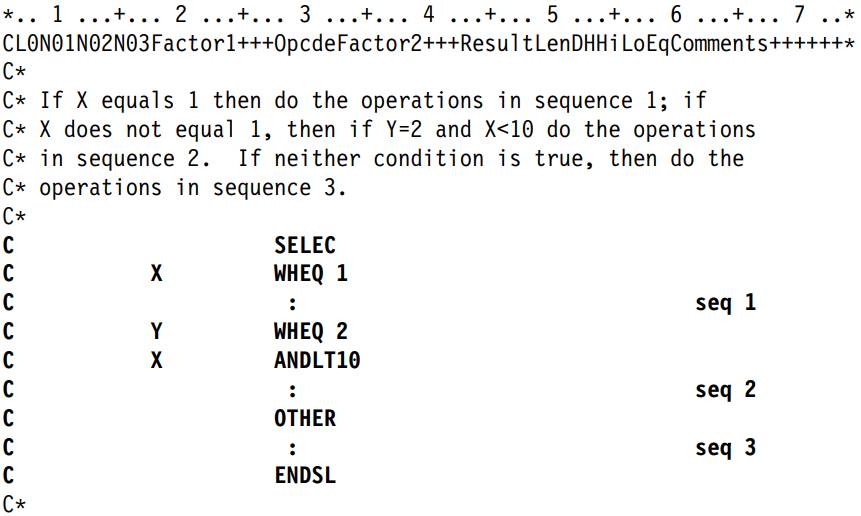 *.. 1 ...+... 2 ...+... 3 ...+... 4 ...+... 5 ...+... 6 ...+... 7 ..*
CL0N01N02N03Factor1+++OpcdeFactor2+++ResultLenDHHiLoEqComments++++++*
C*
C* If X equals 1 then do the operations in sequence 1; if
C* X does not equal 1, then if Y=2 and X<10 do the operations
C* in sequence 2.  If neither condition is true, then do the
C* operations in sequence 3.
C*
C                     SELEC
C           X         WHEQ 1
C                      :                                seq 1
C           Y         WHEQ 2
C           X         ANDLT10
C                      :                                seq 2
C                     OTHER
C                      :                                seq 3
C                     ENDSL
C*